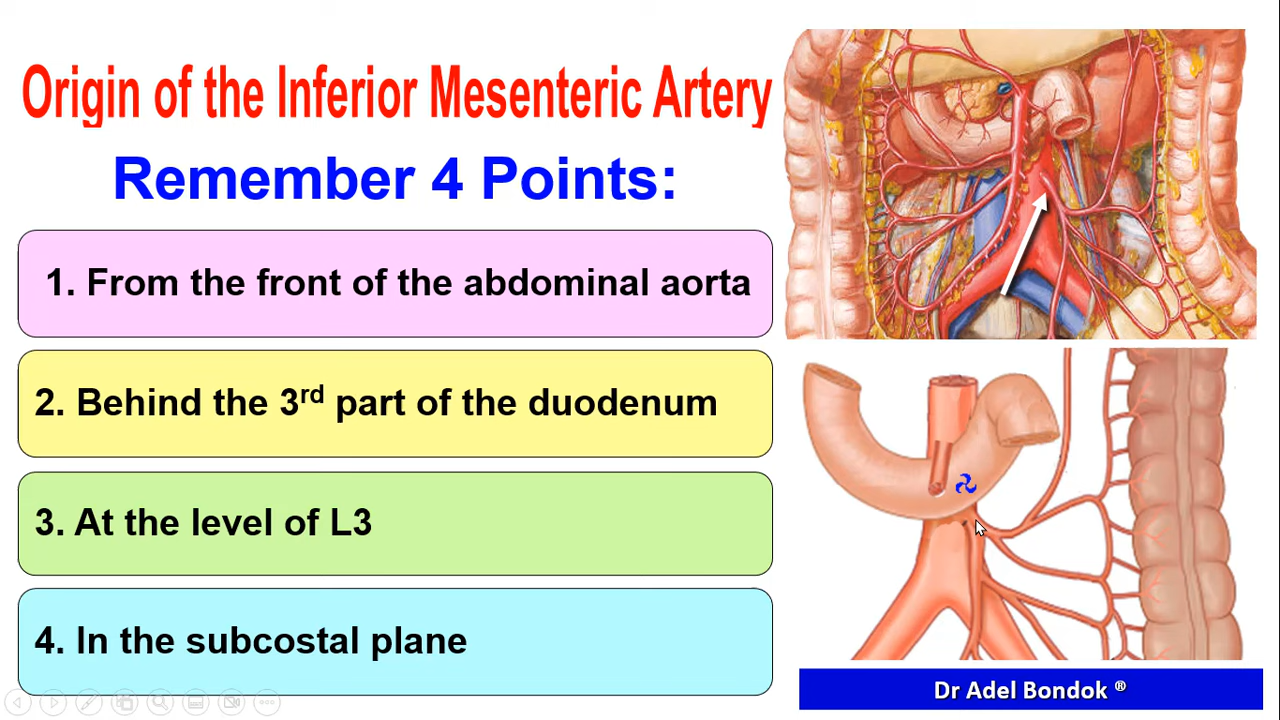 Origin of the Inferior Mesenteric Artery
Remember 4 Points:
1. From the front of the abdominal aorta
2. Behind the 3rd part of the duodenum
3. At the level of L3
4. In the subcostal plane
Dr Adel Bondok ®